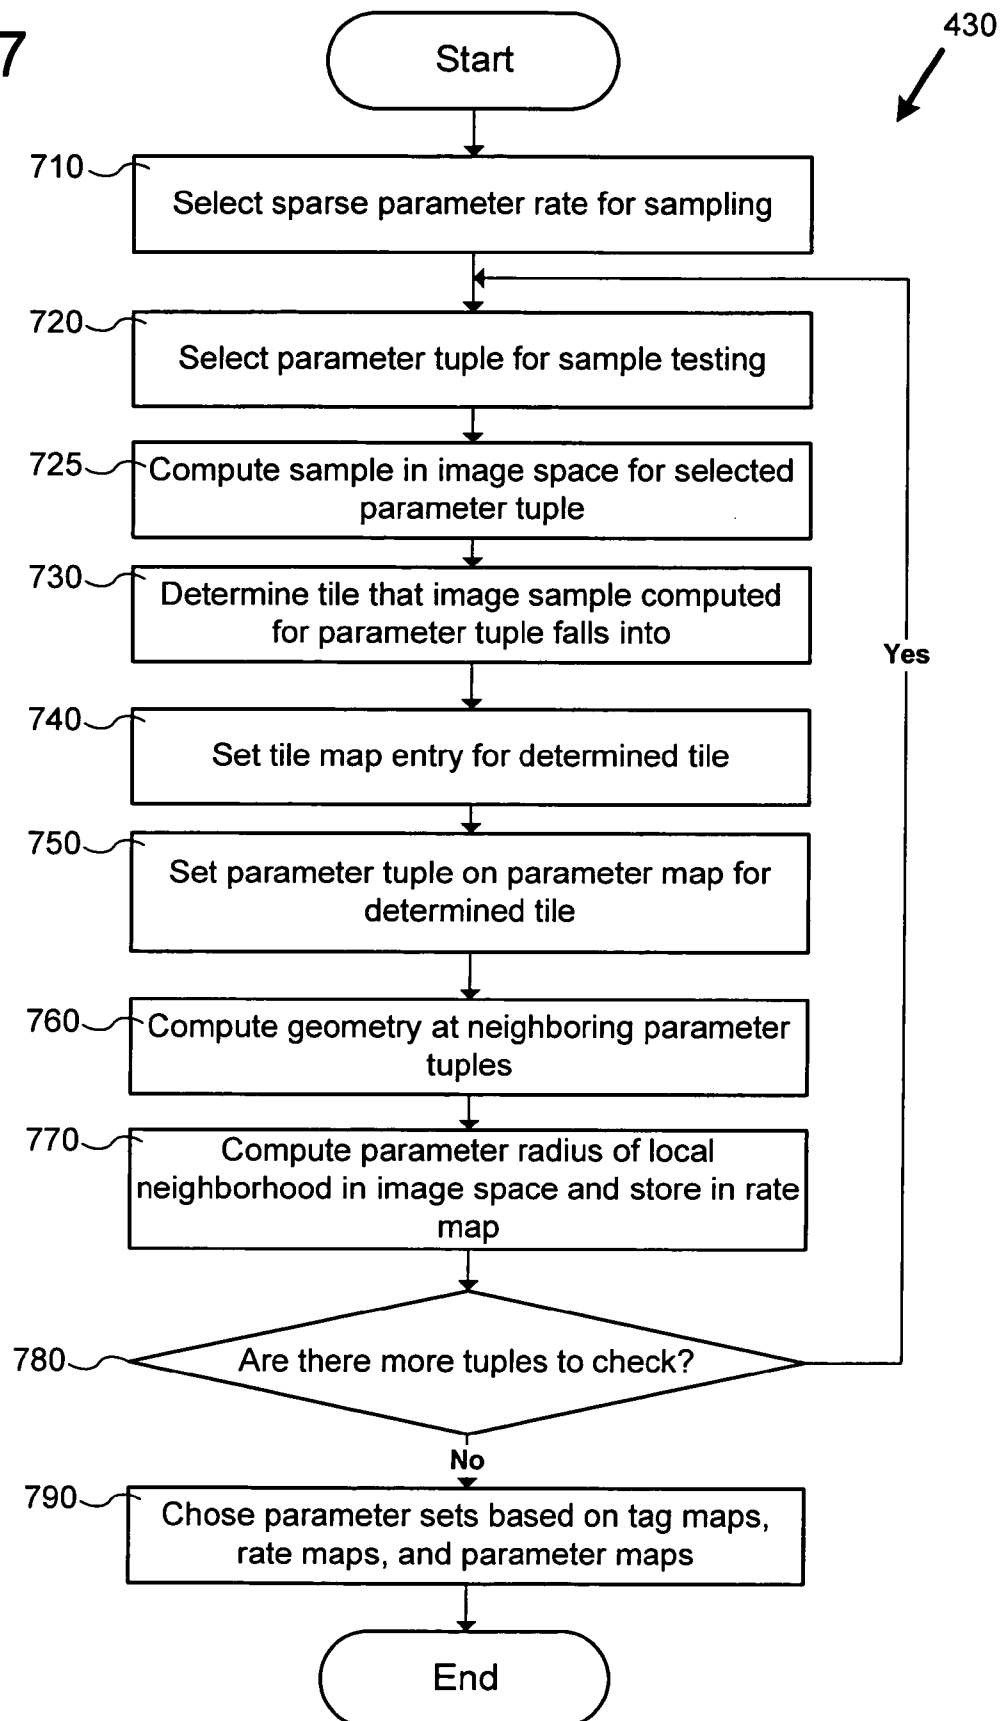 7
430
Start
710
Select sparse parameter rate for sampling
720
Select parameter tuple for sample testing
725
Compute sample in image space for selected
parameter tuple
730
Determine tile that image sample computed
for parameter tuple falls into
Yes
740
Set tile map entry for determined tile
750
Set parameter tuple on parameter map for
determined tile
760
Compute geometry at neighboring parameter
tuples
770
Compute parameter radius of local
neighborhood in image space and store in rate
map
780
Are there more tuples to check?
No
790
Chose parameter sets based on tag maps,
rate maps, and parameter maps
End